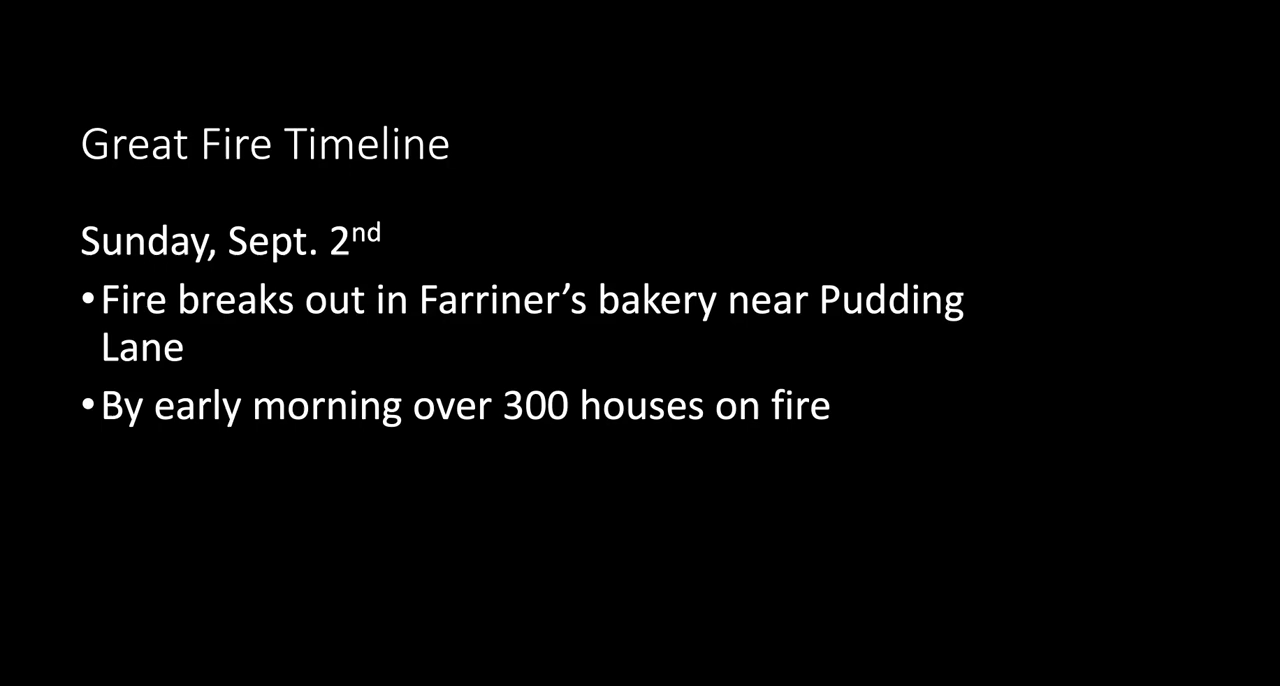 Great Fire Timeline
Sunday, Sept. 2nd
•Fire breaks out in Farriner’s bakery near Pudding
Lane
•By early morning over 300 houses on fire